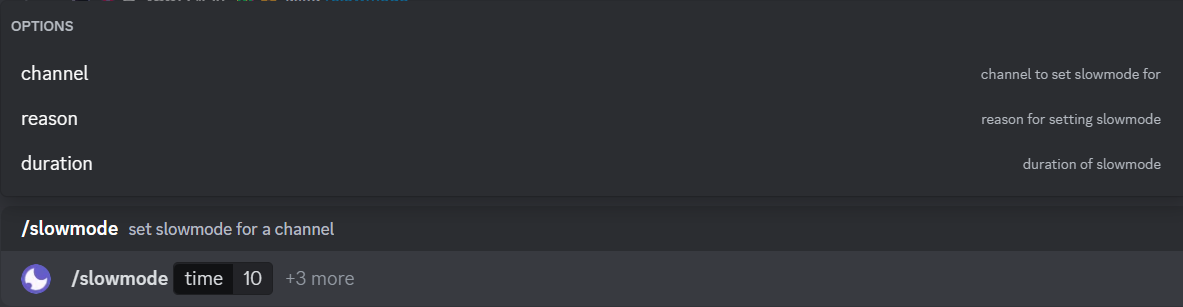 OPTIONS
channel channel to set slowmode for
reason reason for setting slowmode
duration duration of slowmode
/slowmode set slowmode for a channel
/slowmode time 10 +3 more